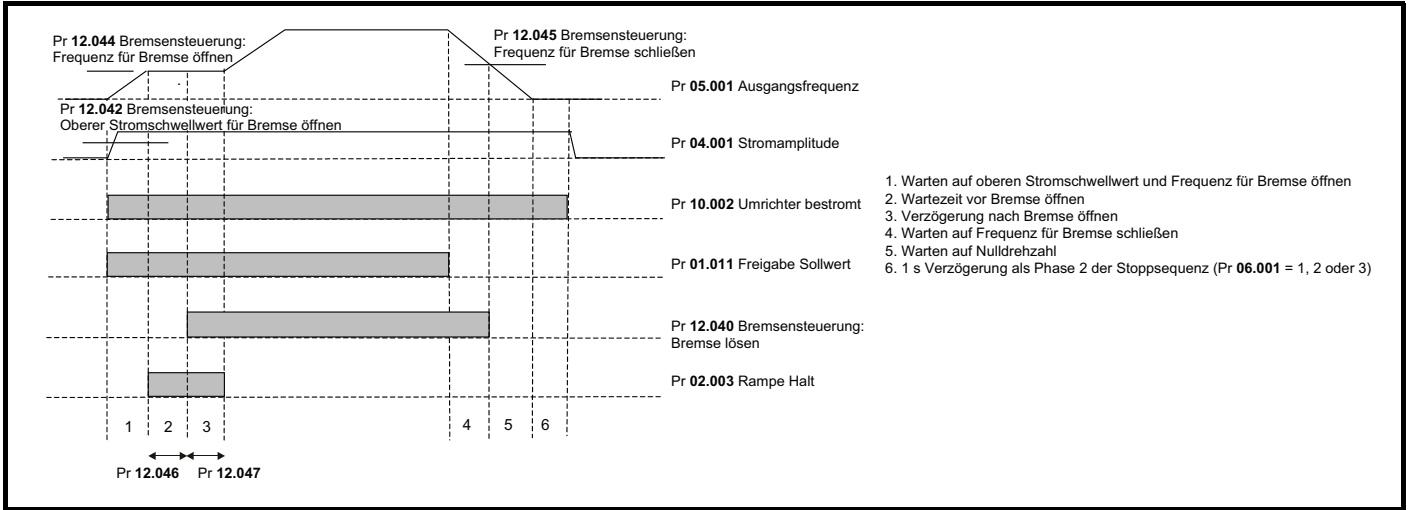 Pr 12.044 Bremsensteuerung:
Frequenz für Bremse öffnen
Pr 12.045 Bremsensteuerung:
Frequenz für Bremse schließen
Pr 05.001 Ausgangsfrequenz
Pr 12.042 Bremsensteuerung:
Oberer Stromschwellwert für Bremse öffnen
Pr 04.001 Stromamplitude
Pr 10.002 Umrichter bestromt
Pr 01.011 Freigabe Sollwert
Pr 12.040 Bremsensteuerung:
Bremse lösen
Pr 02.003 Rampe Halt
1 2 3 4 5 6
Pr 12.046 Pr 12.047
1. Warten auf oberen Stromschwellwert und Frequenz für Bremse öffnen
2. Wartezeit vor Bremse öffnen
3. Verzögerung nach Bremse öffnen
4. Warten auf Frequenz für Bremse schließen
5. Warten auf Nulldrehzahl
6. 1 s Verzögerung als Phase 2 der Stoppsequenz (Pr 06.001 = 1, 2 oder 3)